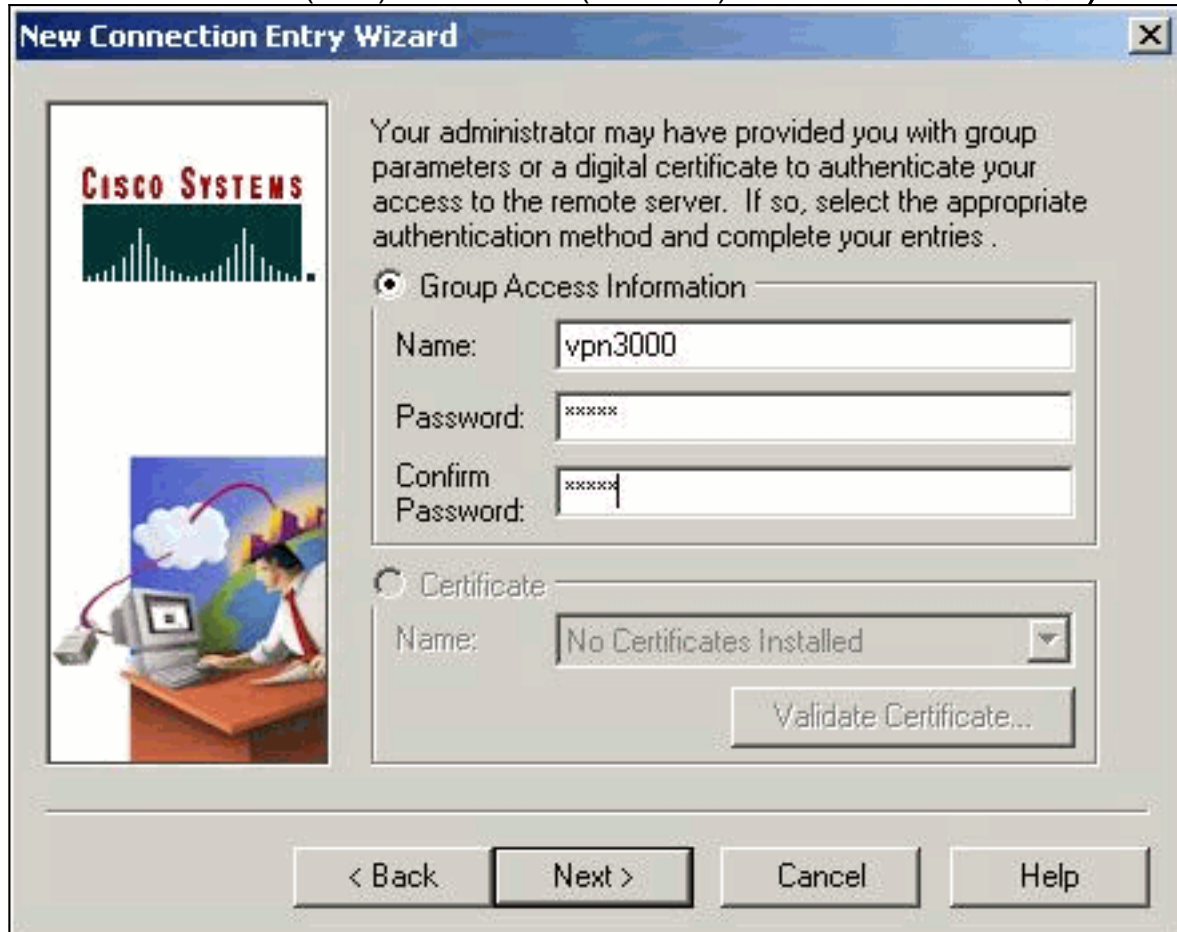 New Connection Entry Wizard
CISCO SYSTEMS
Your administrator may have provided you with group
parameters or a digital certificate to authenticate your
access to the remote server. If so, select the appropriate
authentication method and complete your entries .
Group Access Information
Name: vpn3000
Password: *****
Confirm
Password: *****
Certificate
Name: No Certificates Installed
Validate Certificate...
< Back Next > Cancel Help